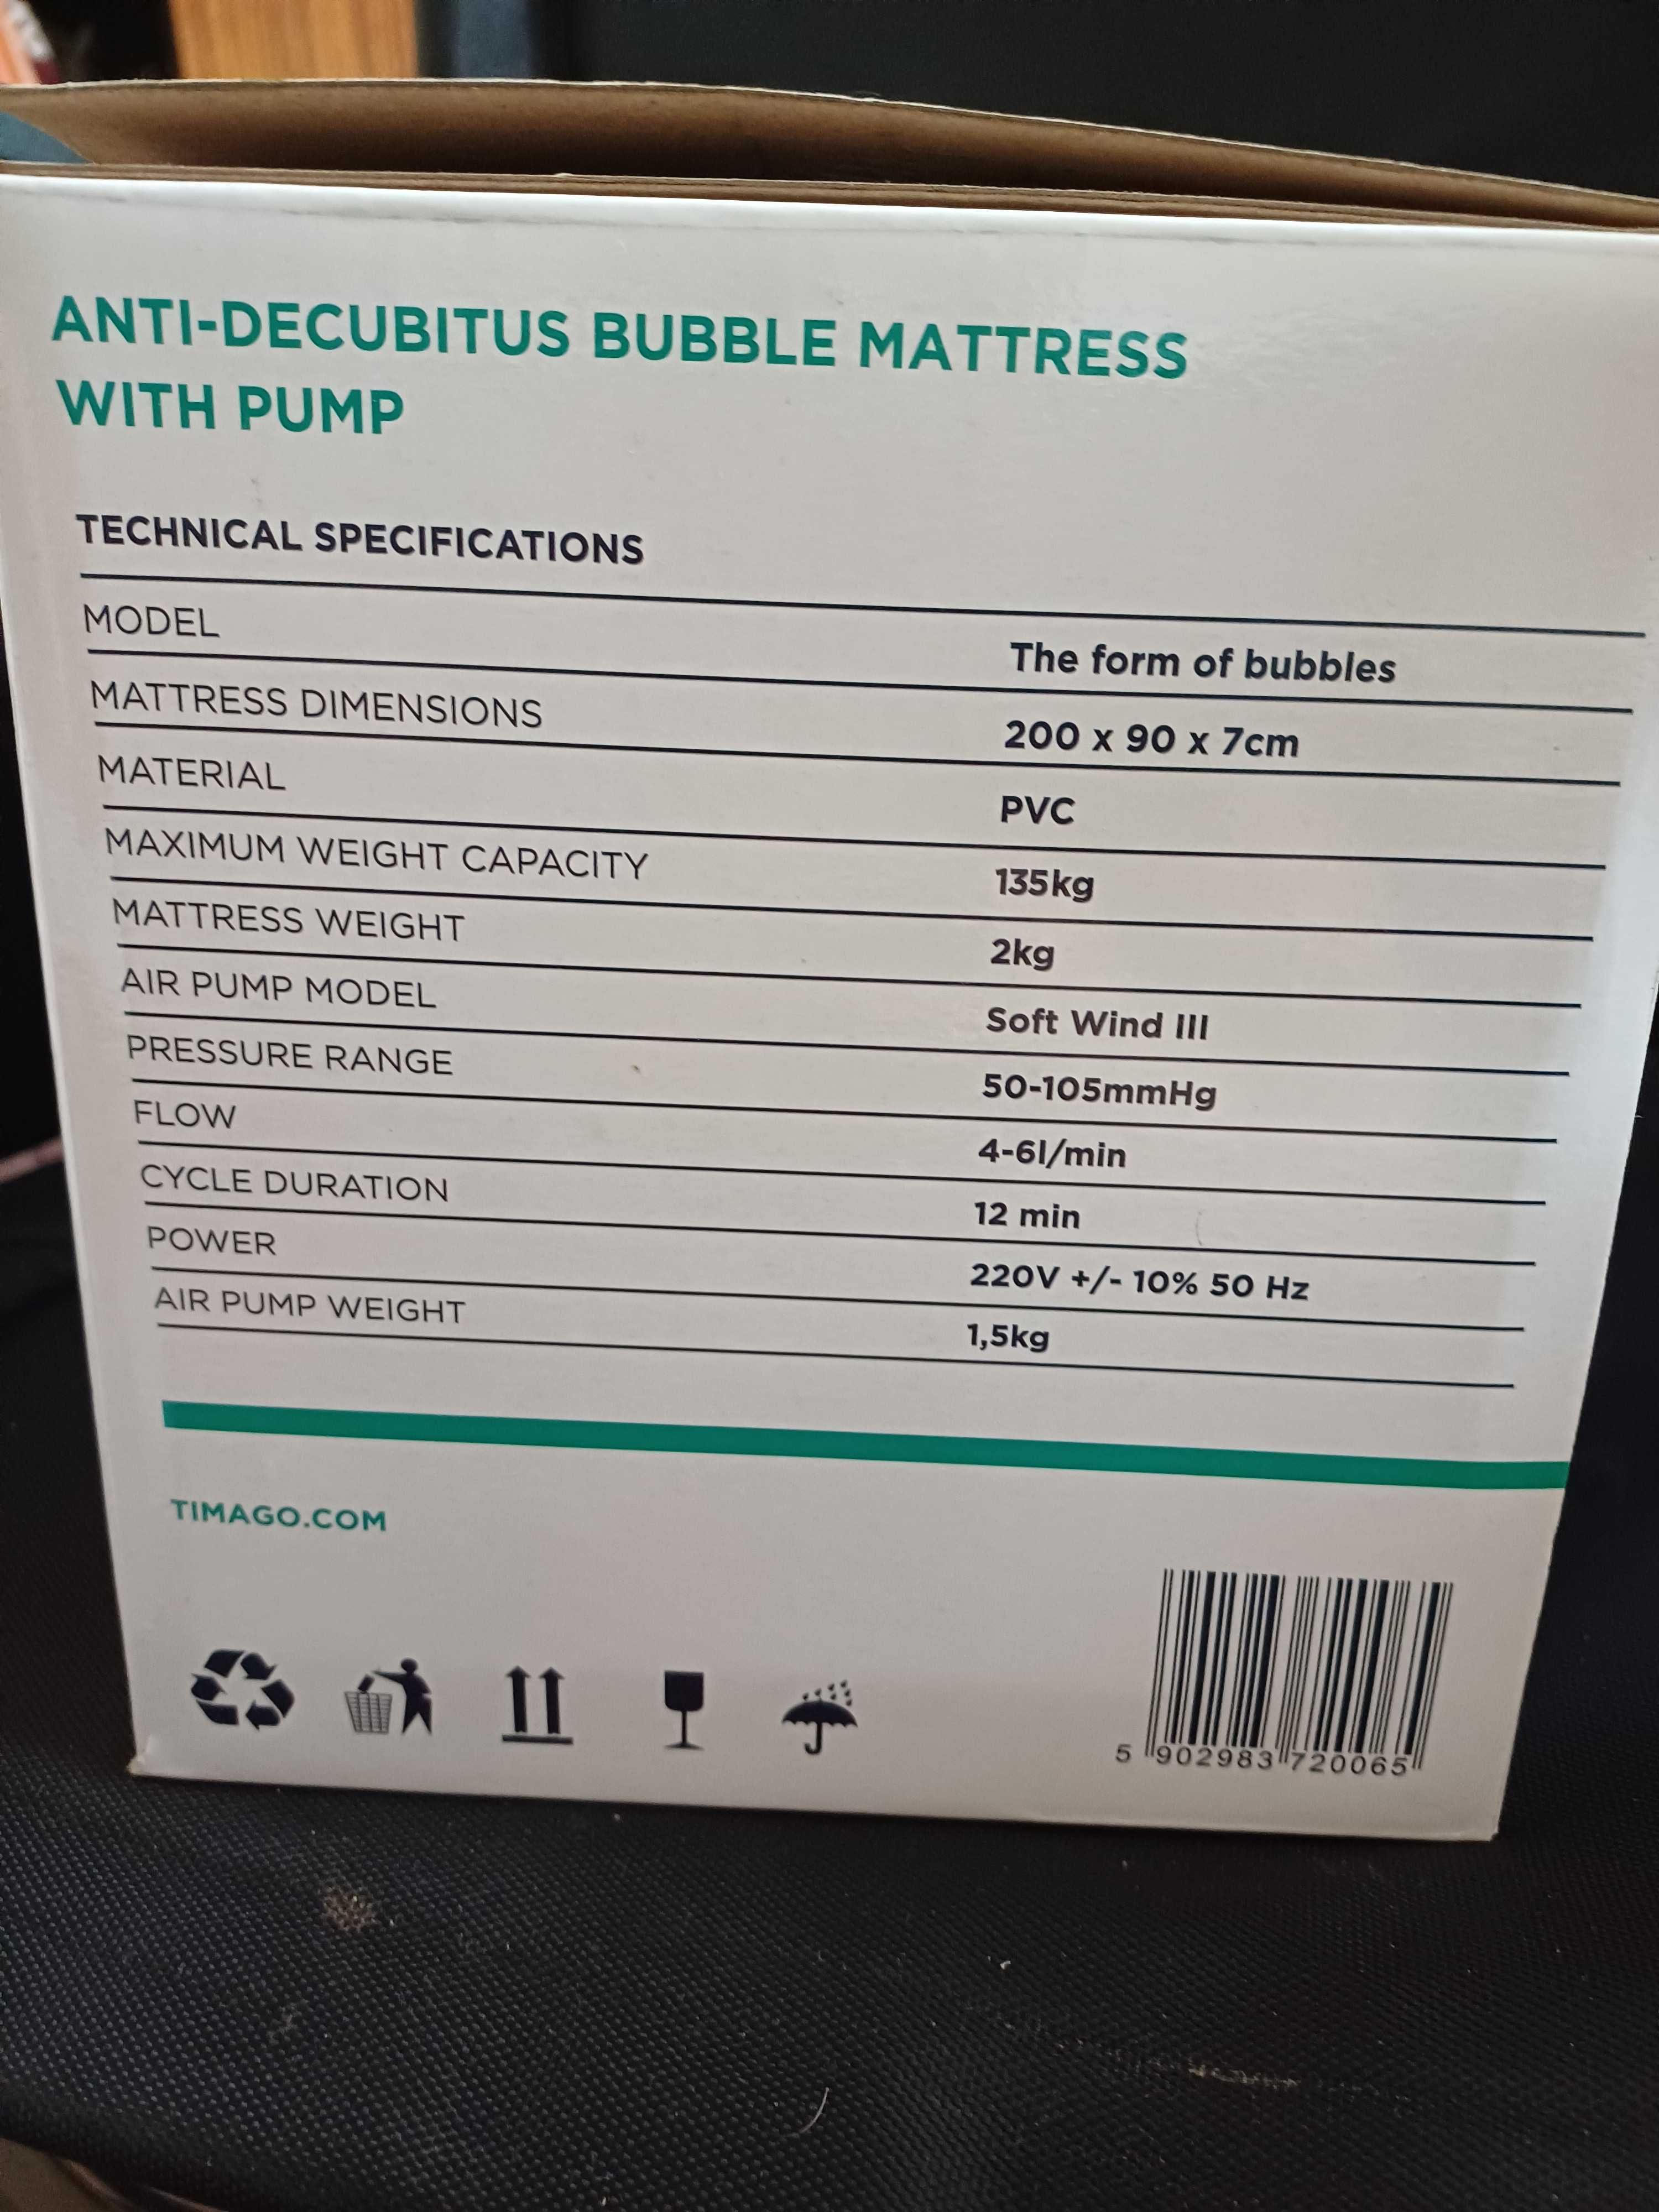 ANTI-DECUBITUS BUBBLE MATTRESS
WITH PUMP
TECHNICAL SPECIFICATIONS
MODEL The form of bubbles
MATTRESS DIMENSIONS 200 x 90 x 7cm
MATERIAL PVC
MAXIMUM WEIGHT CAPACITY 135kg
MATTRESS WEIGHT 2kg
AIR PUMP MODEL Soft Wind III
PRESSURE RANGE 50-105mmHg
FLOW 4-6l/min
CYCLE DURATION 12 min
POWER 220V +/- 10% 50 Hz
AIR PUMP WEIGHT 1,5kg
TIMAGO.COM
5 902983 720065